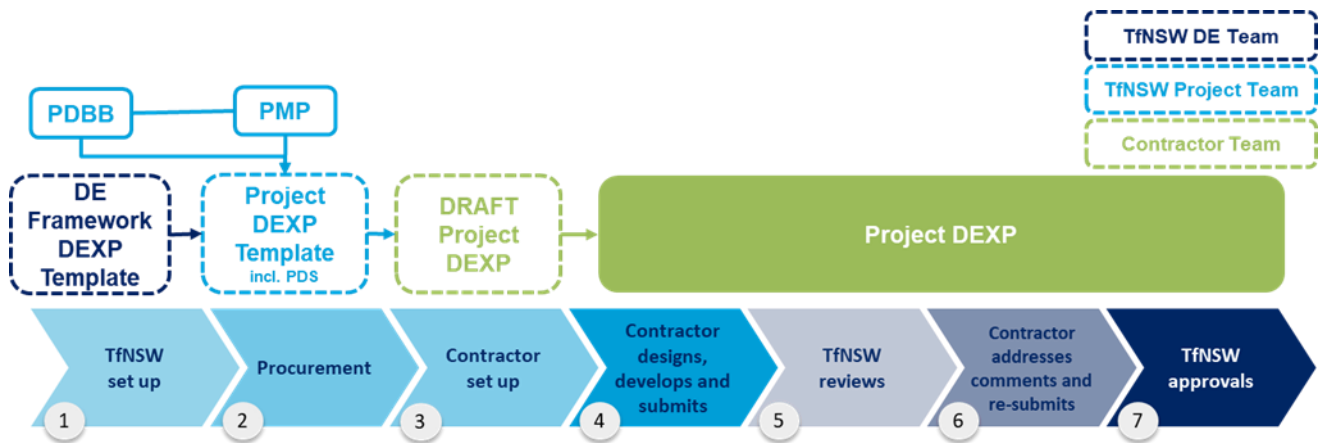 TfNSW DE Team
TfNSW Project Team
Contractor Team
PDBB
PMP
DE
Framework
DEXP
Template
Project
DEXP
Template
incl. PDS
DRAFT
Project
DEXP
Project DEXP
TfNSW
set up
1
Procurement
2
Contractor
set up
3
Contractor
designs,
develops and
submits
4
TfNSW
reviews
5
Contractor
addresses
comments and
re-submits
6
TfNSW
approvals
7